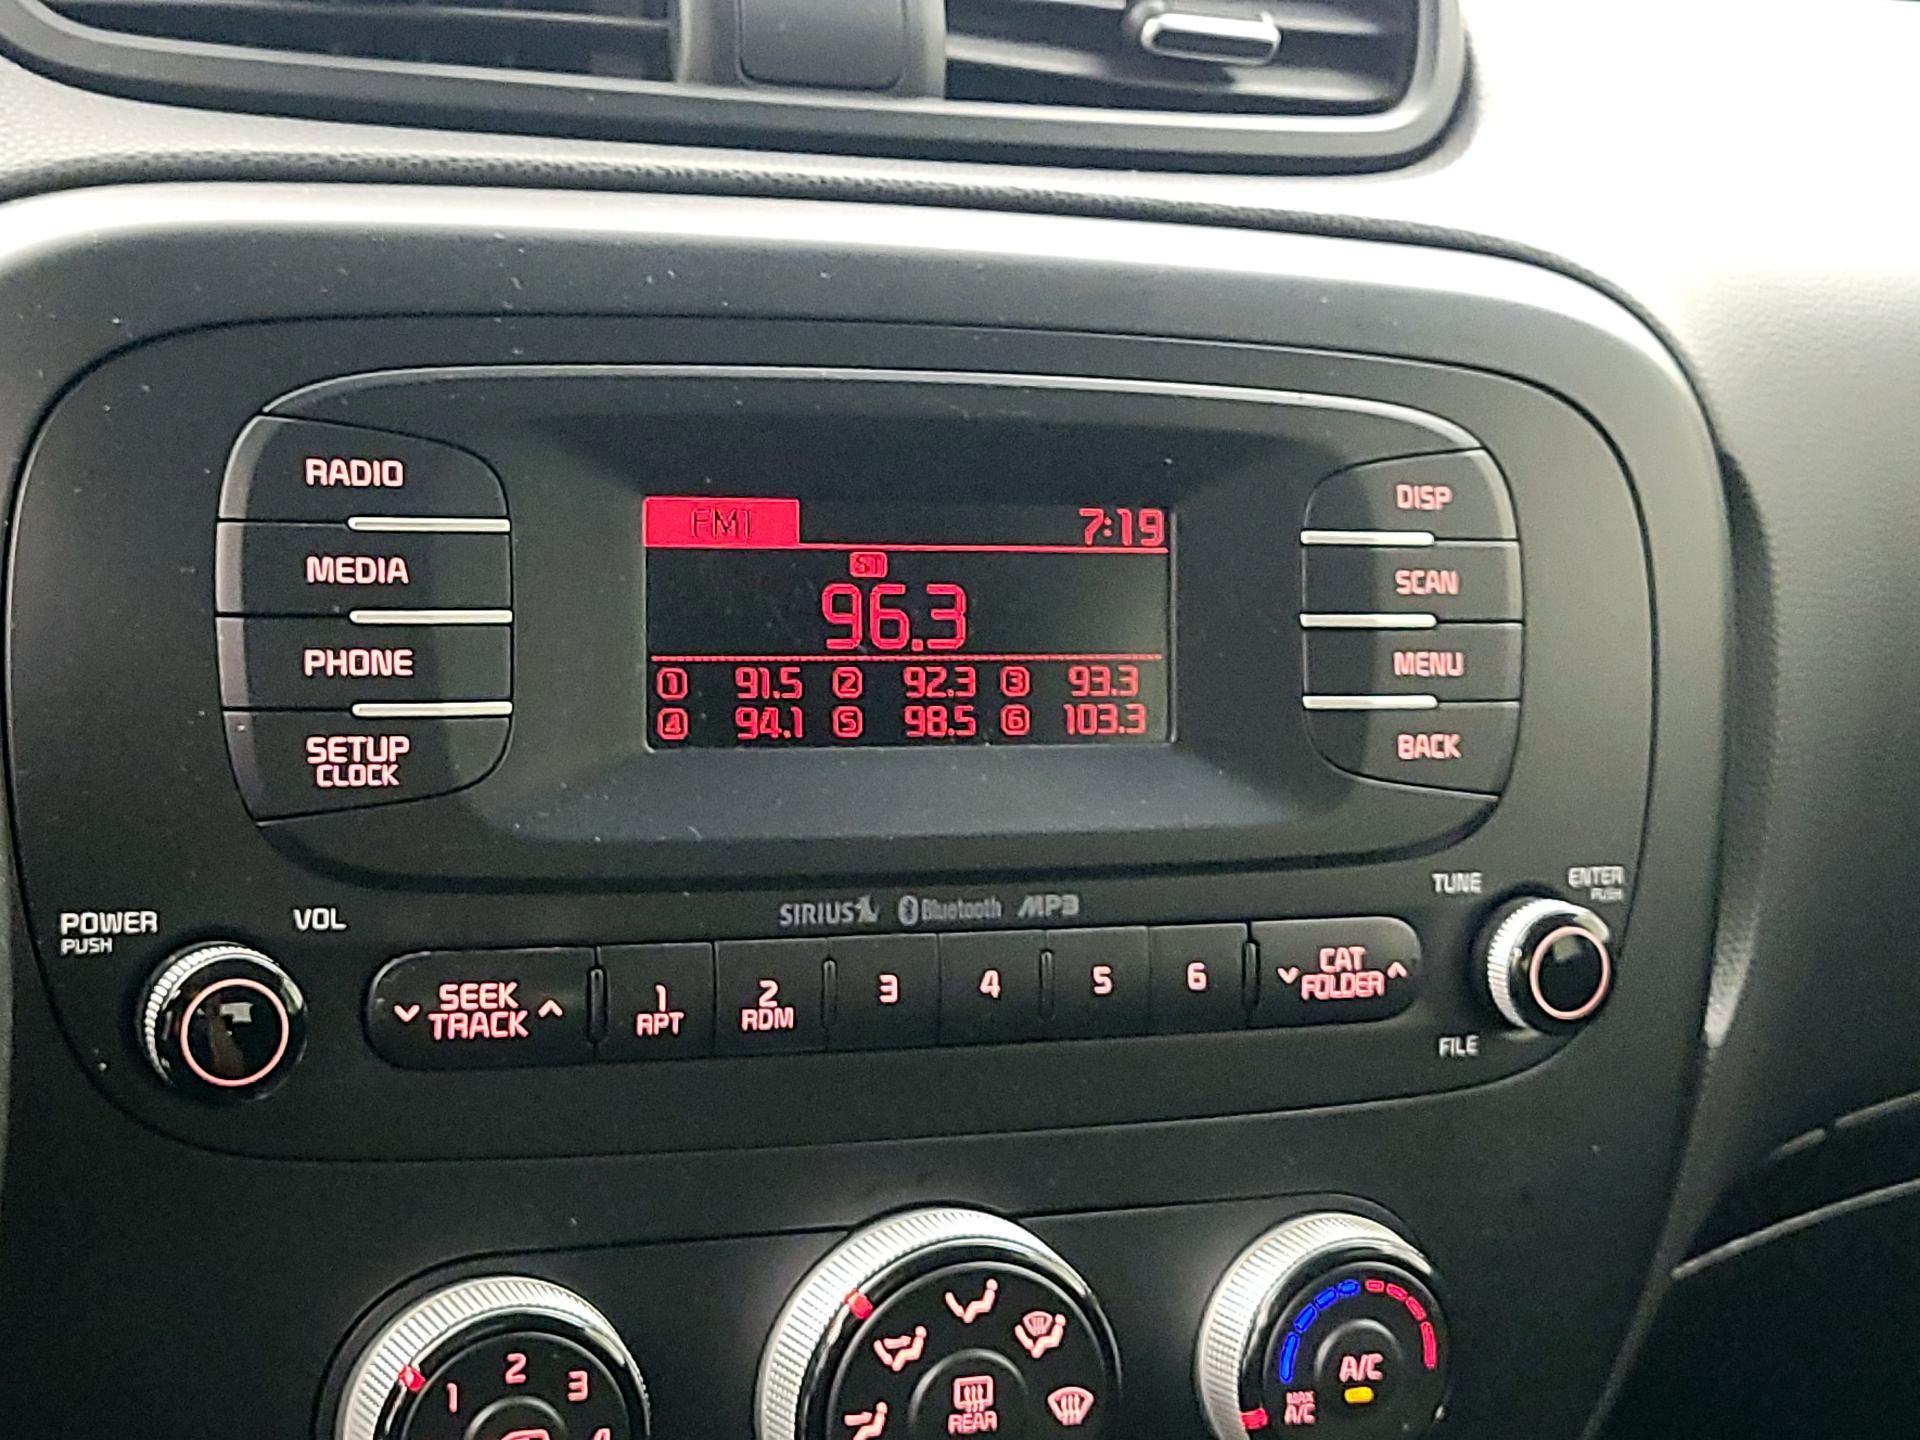 RADIO
MEDIA
PHONE
SETUP
CLOCK
FM1 7:19
ST
96.3
1 91.5 2 92.3 3 93.3
4 94.1 5 98.5 6 103.3
DISP
SCAN
MENU
BACK
POWER
PUSH
VOL
SIRIUS Bluetooth MP3
SEEK
TRACK
1
RPT
2
RDM
3
4
5
6
CAT
FOLDER
TUNE
ENTER
PUSH
FILE
1 2 3 4
REAR
A/C
MAX
A/C